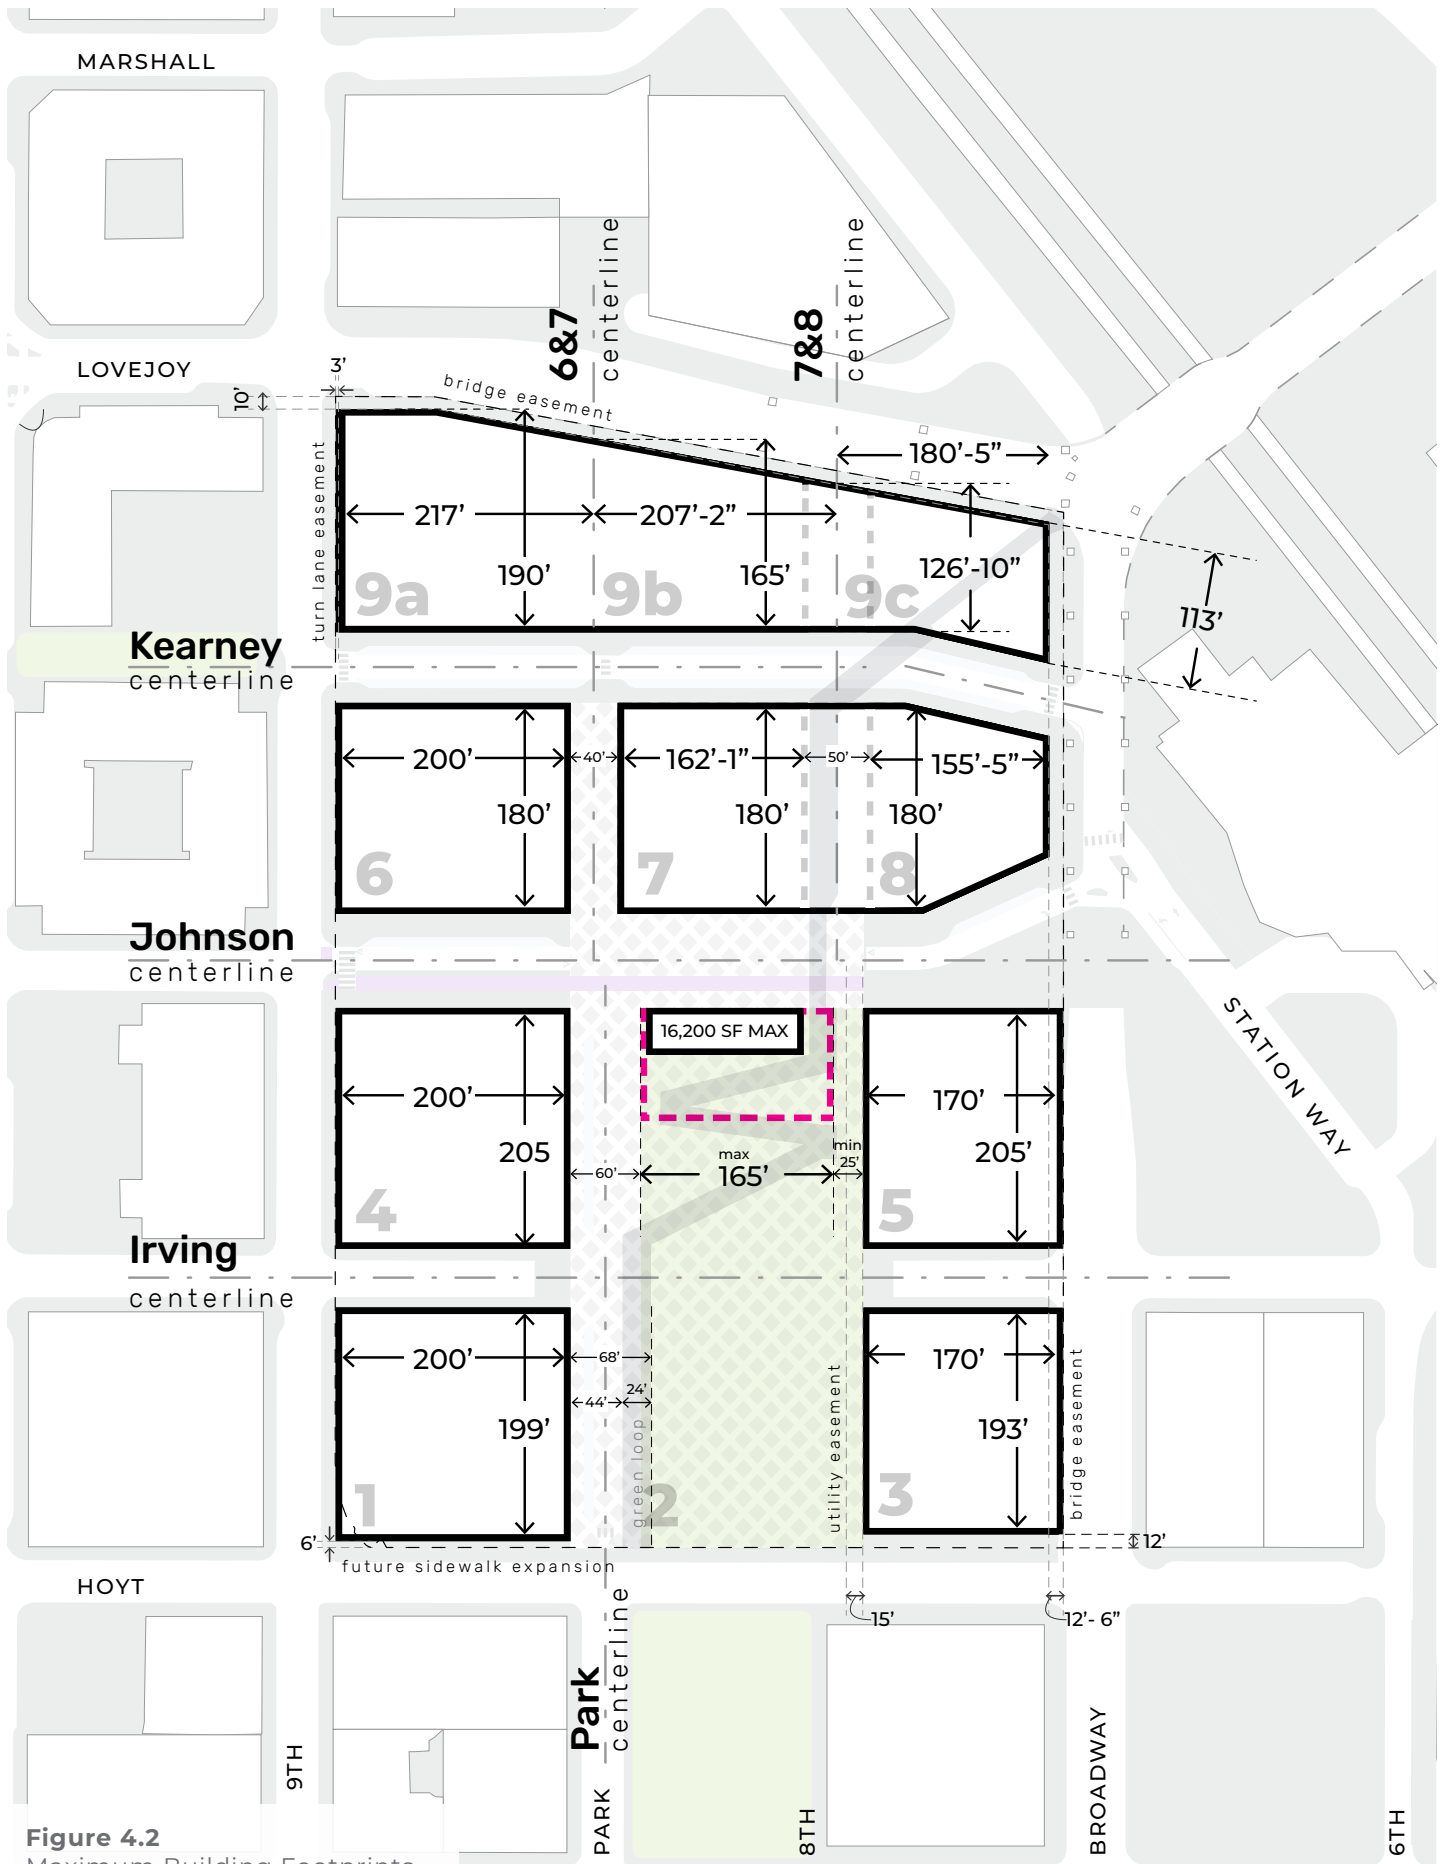 MARSHALL
LOVEJOY
6&7
centerline
7&8
centerline
3’
10’
bridge easement
turn lane easement
180’-5”
217’
207’-2”
190’
165’
126’-10”
113’
9a
9b
9c
Kearney
centerline
200’
40’
162’-1”
50’
155’-5”
180’
180’
180’
6
7
8
Johnson
centerline
STATION WAY
16,200 SF MAX
200’
170’
205
205’
max
165’
min
25’
60’
4
5
Irving
centerline
200’
68’
170’
24’
44’
199’
193’
green loop
utility easement
bridge easement
1
2
3
6’
12’
future sidewalk expansion
HOYT
15’
12’- 6”
Park
centerline
9TH
PARK
8TH
BROADWAY
6TH
Figure 4.2
Maximum Building Footprints